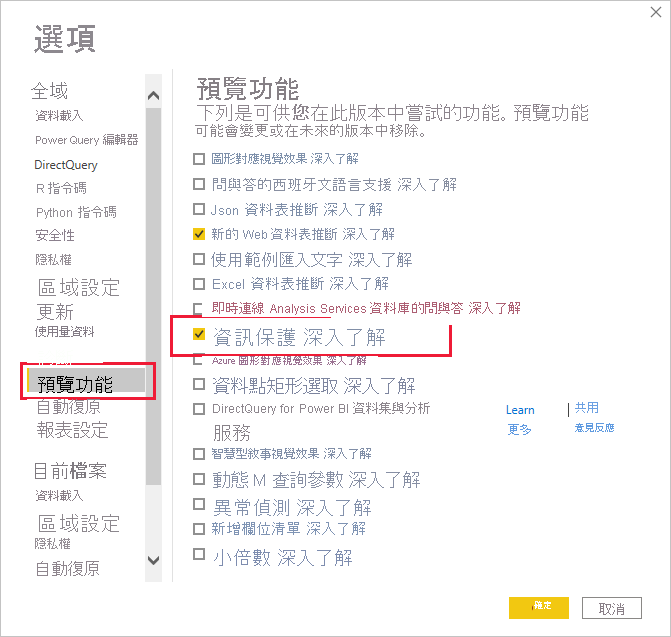 選項
全域
資料載入
Power Query 編輯器
DirectQuery
R 指令碼
Python 指令碼
安全性
隱私權
區域設定
更新
使用量資料
預覽功能
自動復原
報表設定
目前檔案
資料載入
區域設定
隱私權
自動復原
預覽功能
下列是可供您在此版本中嘗試的功能。預覽功能
可能會變更或在未來的版本中移除。
圖形對應視覺效果 深入了解
問與答的西班牙文語言支援 深入了解
Json 資料表推斷 深入了解
新的 Web 資料表推斷 深入了解
使用範例匯入文字 深入了解
Excel 資料表推斷 深入了解
即時連線 Analysis Services 資料庫的問與答 深入了解
資訊保護 深入了解
Azure 圖形對應視覺效果 深入了解
資料點矩形選取 深入了解
DirectQuery for Power BI 資料集與分析
服務
Learn
更多
共用
意見反應
智慧型敘事視覺效果 深入了解
動態 M 查詢參數 深入了解
異常偵測 深入了解
新增欄位清單 深入了解
小倍數 深入了解
確定
取消